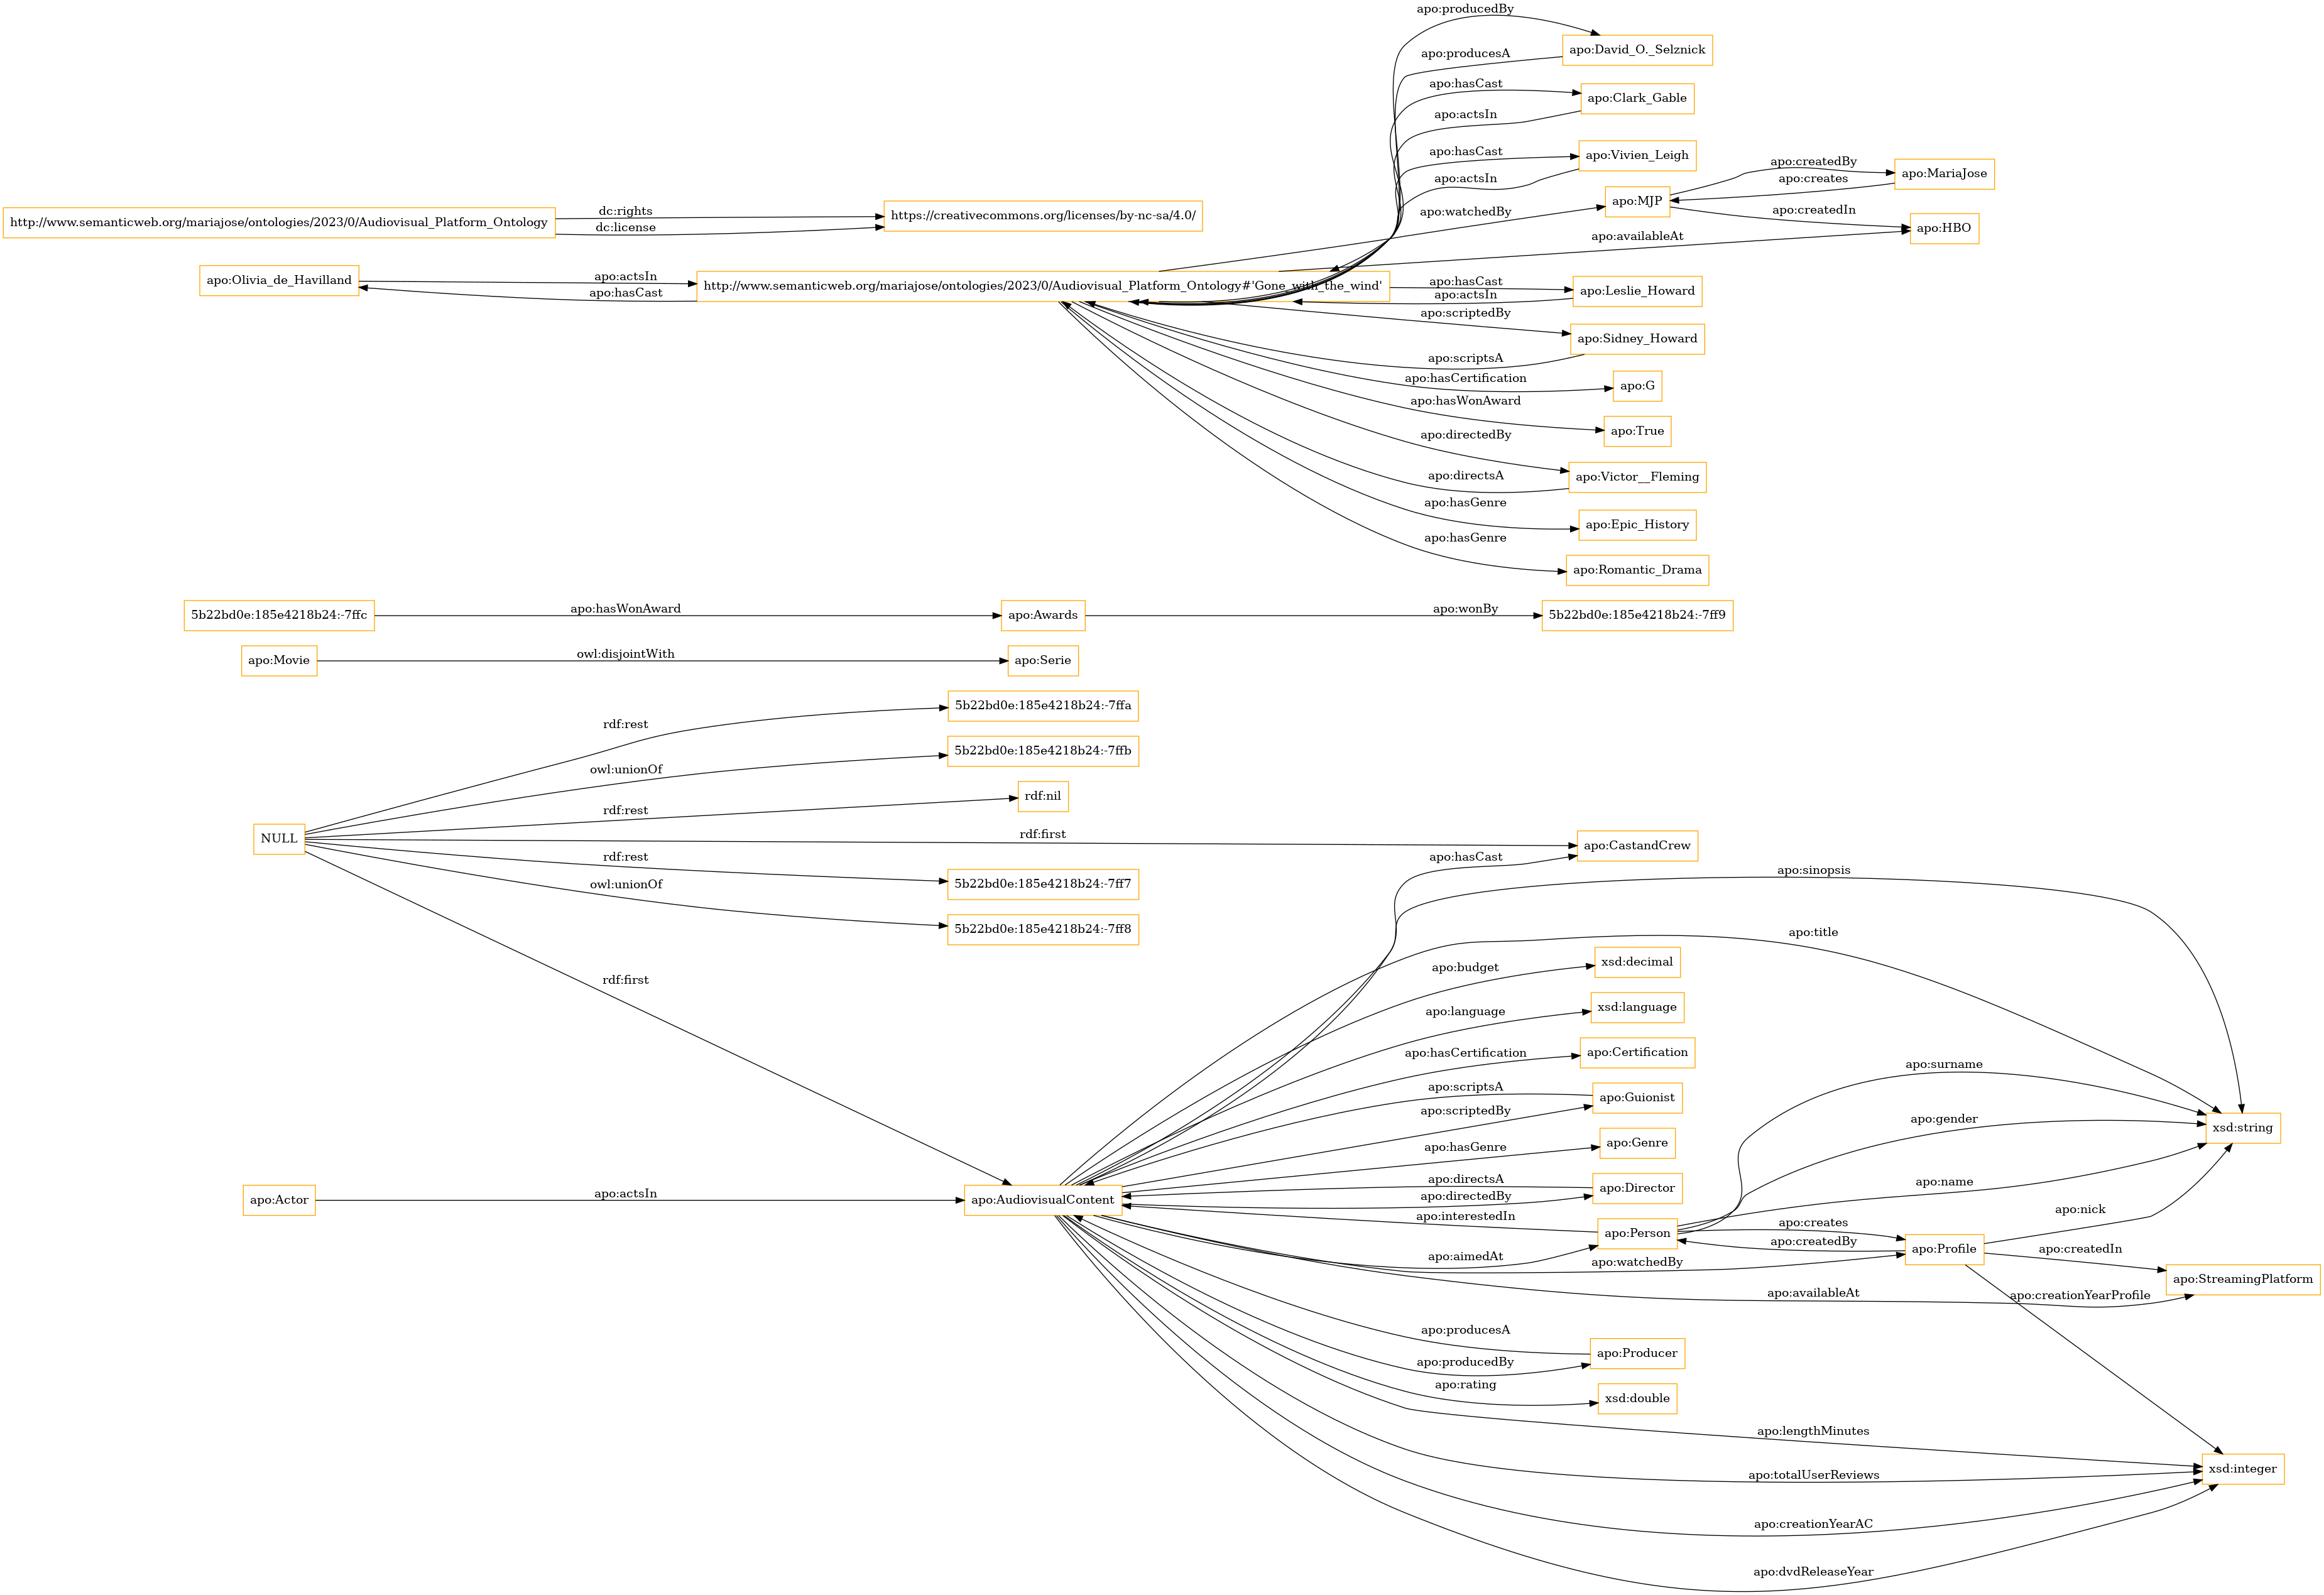 apo:producedBy
apo:David_O._Selznick
apo:producesA
apo:hasCast
apo:Clark_Gable
apo:actsIn
apo:hasCast
apo:Vivien_Leigh
apo:actsIn
apo:createdBy
apo:MariaJose
apo:creates
apo:MJP
apo:watchedBy
apo:createdIn
apo:HBO
apo:availableAt
http://www.semanticweb.org/mariajose/ontologies/2023/0/Audiovisual_Platform_Ontology
dc:rights
dc:license
https://creativecommons.org/licenses/by-nc-sa/4.0/
apo:Olivia_de_Havilland
apo:actsIn
apo:hasCast
http://www.semanticweb.org/mariajose/ontologies/2023/0/Audiovisual_Platform_Ontology#'Gone_with_the_wind'
apo:hasCast
apo:Leslie_Howard
apo:actsIn
apo:scriptedBy
apo:Sidney_Howard
apo:scriptsA
apo:hasCertification
apo:G
apo:hasWonAward
apo:True
apo:directedBy
apo:Victor__Fleming
apo:directsA
apo:hasGenre
apo:Epic_History
apo:hasGenre
apo:Romantic_Drama
5b22bd0e:185e4218b24:-7ffc
apo:hasWonAward
apo:Awards
apo:wonBy
5b22bd0e:185e4218b24:-7ff9
apo:Movie
owl:disjointWith
apo:Serie
rdf:rest
5b22bd0e:185e4218b24:-7ffa
owl:unionOf
5b22bd0e:185e4218b24:-7ffb
rdf:rest
rdf:nil
NULL
rdf:first
apo:CastandCrew
rdf:rest
5b22bd0e:185e4218b24:-7ff7
owl:unionOf
5b22bd0e:185e4218b24:-7ff8
rdf:first
apo:hasCast
apo:sinopsis
apo:title
apo:budget
xsd:decimal
apo:language
xsd:language
apo:hasCertification
apo:Certification
apo:scriptsA
apo:Guionist
apo:scriptedBy
apo:hasGenre
apo:Genre
apo:surname
apo:gender
xsd:string
apo:name
apo:nick
apo:Actor
apo:actsIn
apo:AudiovisualContent
apo:directsA
apo:Director
apo:directedBy
apo:interestedIn
apo:Person
apo:aimedAt
apo:creates
apo:createdBy
apo:Profile
apo:watchedBy
apo:createdIn
apo:StreamingPlatform
apo:availableAt
apo:creationYearProfile
apo:producesA
apo:Producer
apo:producedBy
apo:rating
xsd:double
apo:lengthMinutes
apo:totalUserReviews
xsd:integer
apo:creationYearAC
apo:dvdReleaseYear